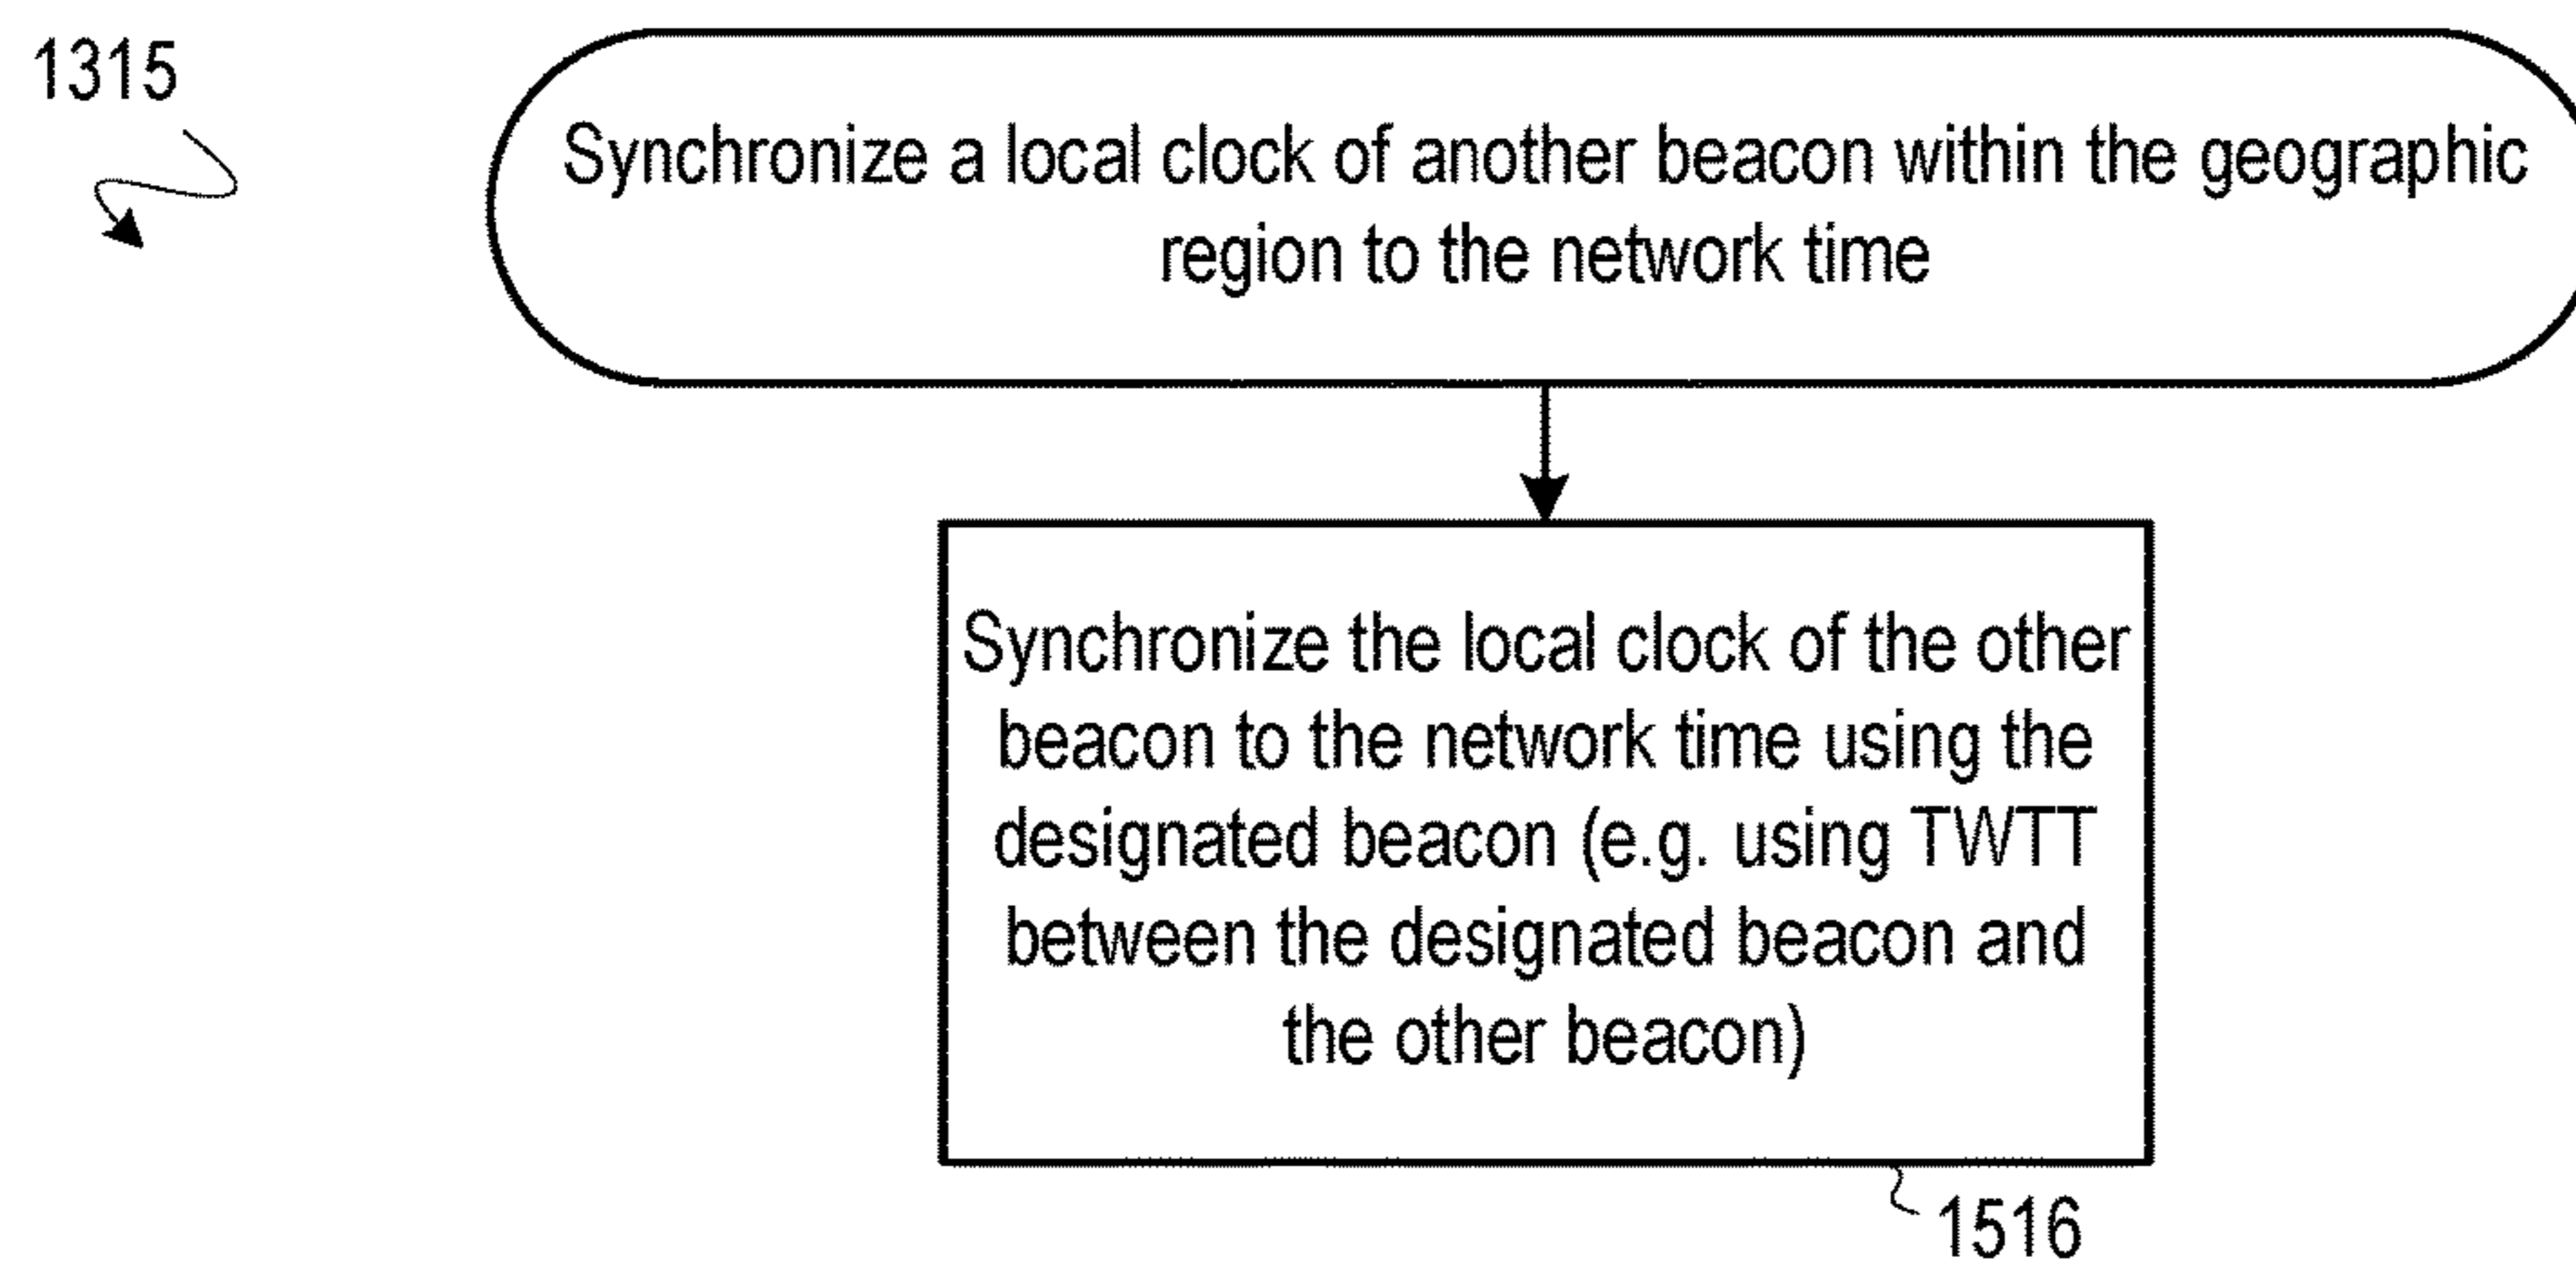 1315
Synchronize a local clock of another beacon within the geographic
region to the network time
Synchronize the local clock of the other
beacon to the network time using the
designated beacon (e.g. using TWTT
between the designated beacon and
the other beacon)
1516